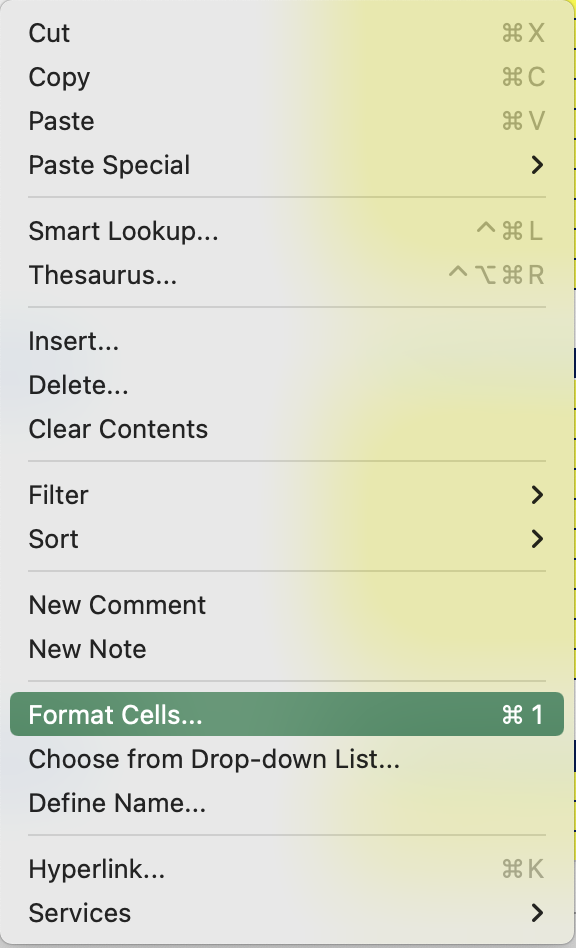 Cut ⌘X
Copy ⌘C
Paste ⌘V
Paste Special
Smart Lookup... ^⌘L
Thesaurus... ^⌥⌘R
Insert...
Delete...
Clear Contents
Filter
Sort
New Comment
New Note
Format Cells... ⌘1
Choose from Drop-down List...
Define Name...
Hyperlink... ⌘K
Services